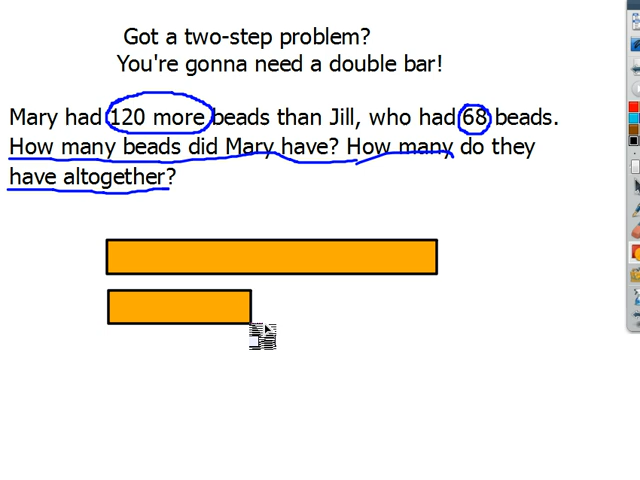 Got a two-step problem?
You're gonna need a double bar!
Mary had 120 more beads than Jill, who had 68 beads.
How many beads did Mary have? How many do they
have altogether?